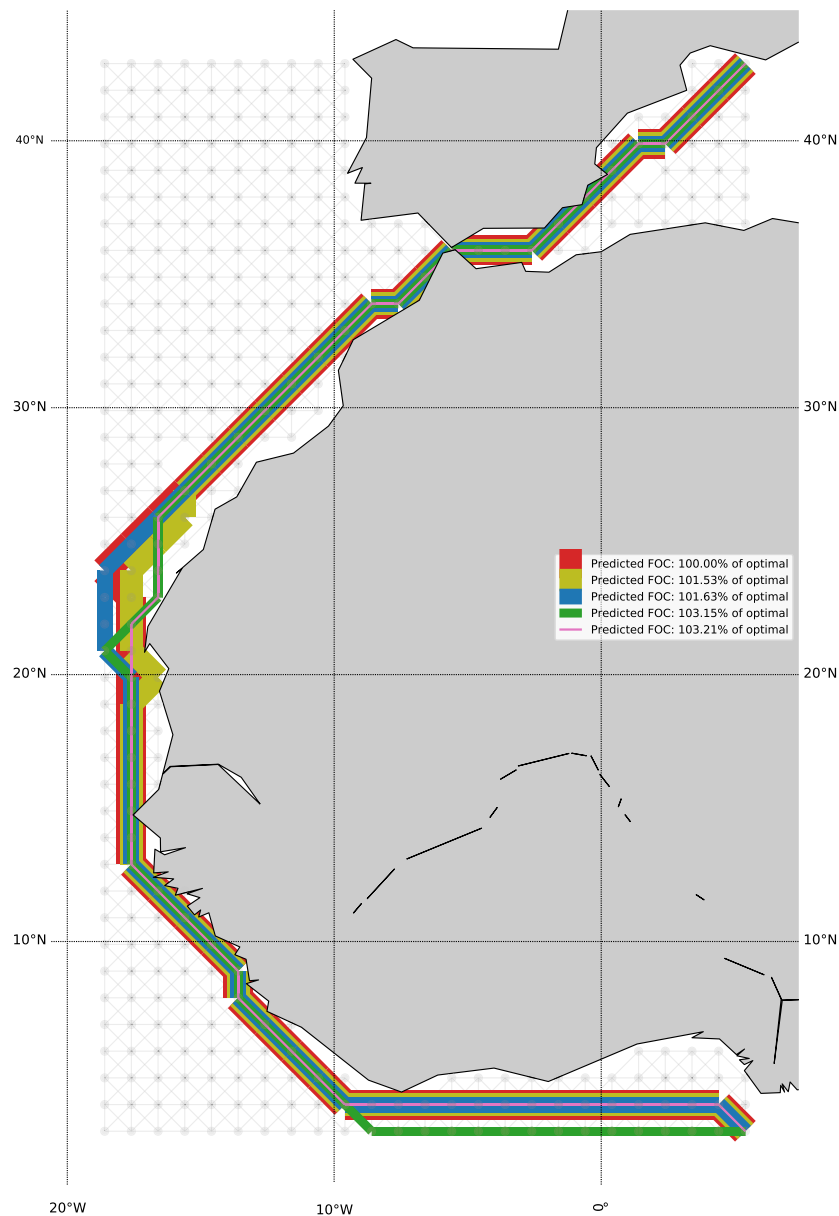 40°N 40°N
30°N 30°N
Predicted FOC: 100.00% of optimal
Predicted FOC: 101.53% of optimal
Predicted FOC: 101.63% of optimal
Predicted FOC: 103.15% of optimal
Predicted FOC: 103.21% of optimal
20°N 20°N
10°N 10°N
20°W 10°W 0°